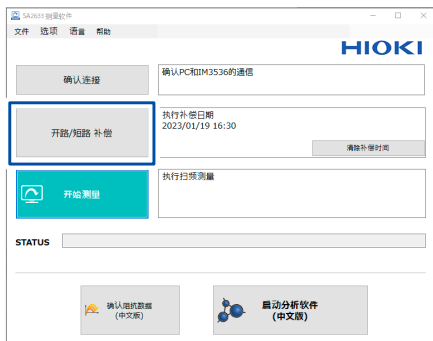 SA2633 测量软件
文件 选项 语言 帮助
HIOKI
确认连接
确认PC和IM3536的通信
开路/短路 补偿
执行补偿日期
2023/01/19 16:30
清除补偿时间
开始测量
执行扫频测量
STATUS
确认阻抗数据
(中文版)
启动分析软件
(中文版)